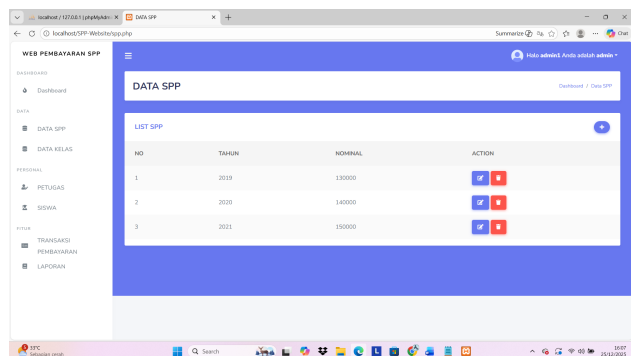 localhost / 127.0.0.1 | phpMyAdm
DATA SPP
localhost/SPP-Website/spp.php
Summarize
Chat
WEB PEMBAYARAN SPP
Halo admin1 Anda adalah admin
DASHBOARD
Dashboard
DATA
DATA SPP
DATA KELAS
PERSONAL
PETUGAS
SISWA
FITUR
TRANSAKSI
PEMBAYARAN
LAPORAN
DATA SPP
Dashboard / Data SPP
LIST SPP
NO TAHUN NOMINAL ACTION
1 2019 130000
2 2020 140000
3 2021 150000
33°C
Sebagian cerah
Search
16:07
25/12/2025